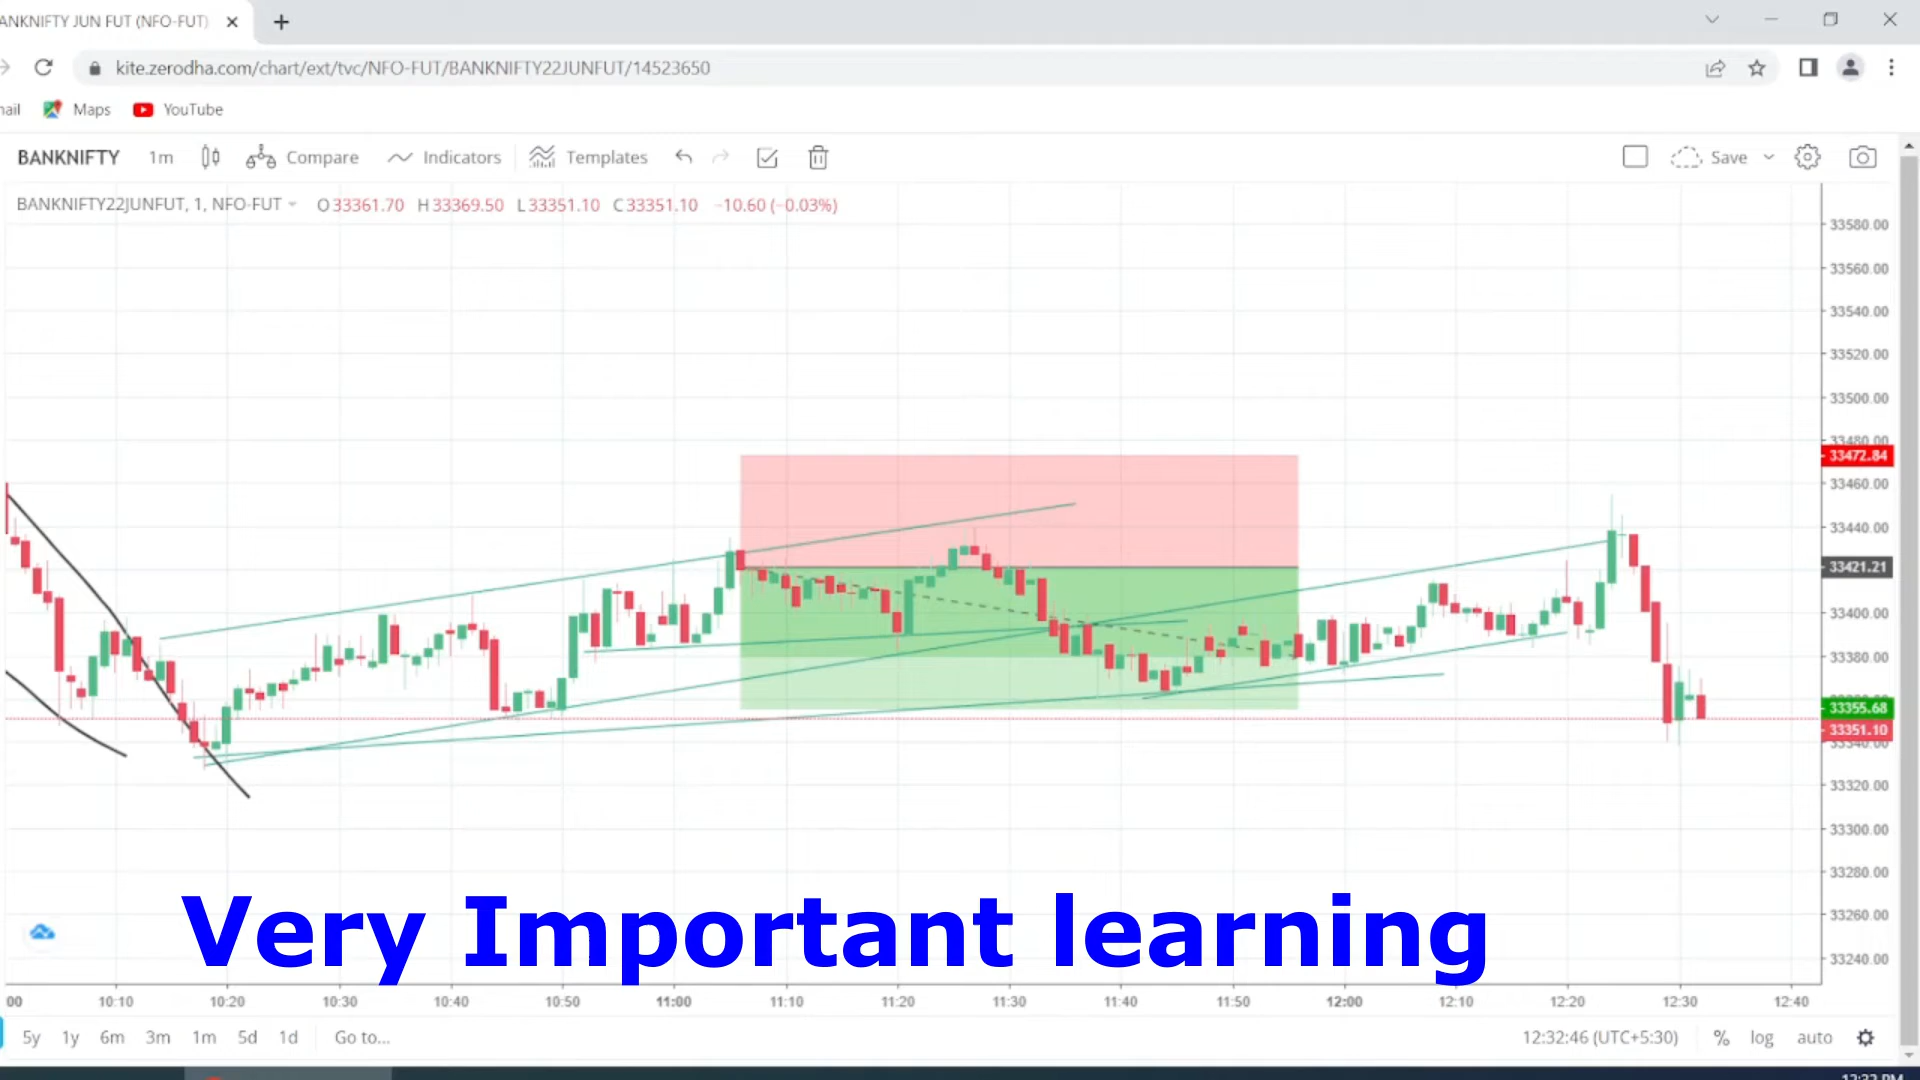 ANKNIFTY JUN FUT (NFO-FUT)
kite.zerodha.com/chart/ext/tvc/NFO-FUT/BANKNIFTY22JUNFUT/14523650
Maps YouTube
BANKNIFTY 1m Compare Indicators Templates Save
BANKNIFTY22JUNFUT, 1, NFO-FUT O33361.70 H33369.50 L33351.10 C33351.10 −10.60 (−0.03%)
33580.00
33560.00
33540.00
33520.00
33500.00
33480.00
33472.84
33460.00
33440.00
33421.21
33400.00
33380.00
33355.68
33351.10
33340.00
33320.00
33300.00
33280.00
33260.00
33240.00
Very Important learning
00 10:10 10:20 10:30 10:40 10:50 11:00 11:10 11:20 11:30 11:40 11:50 12:00 12:10 12:20 12:30 12:40
5y 1y 6m 3m 1m 5d 1d Go to... 12:32:46 (UTC+5:30) % log auto